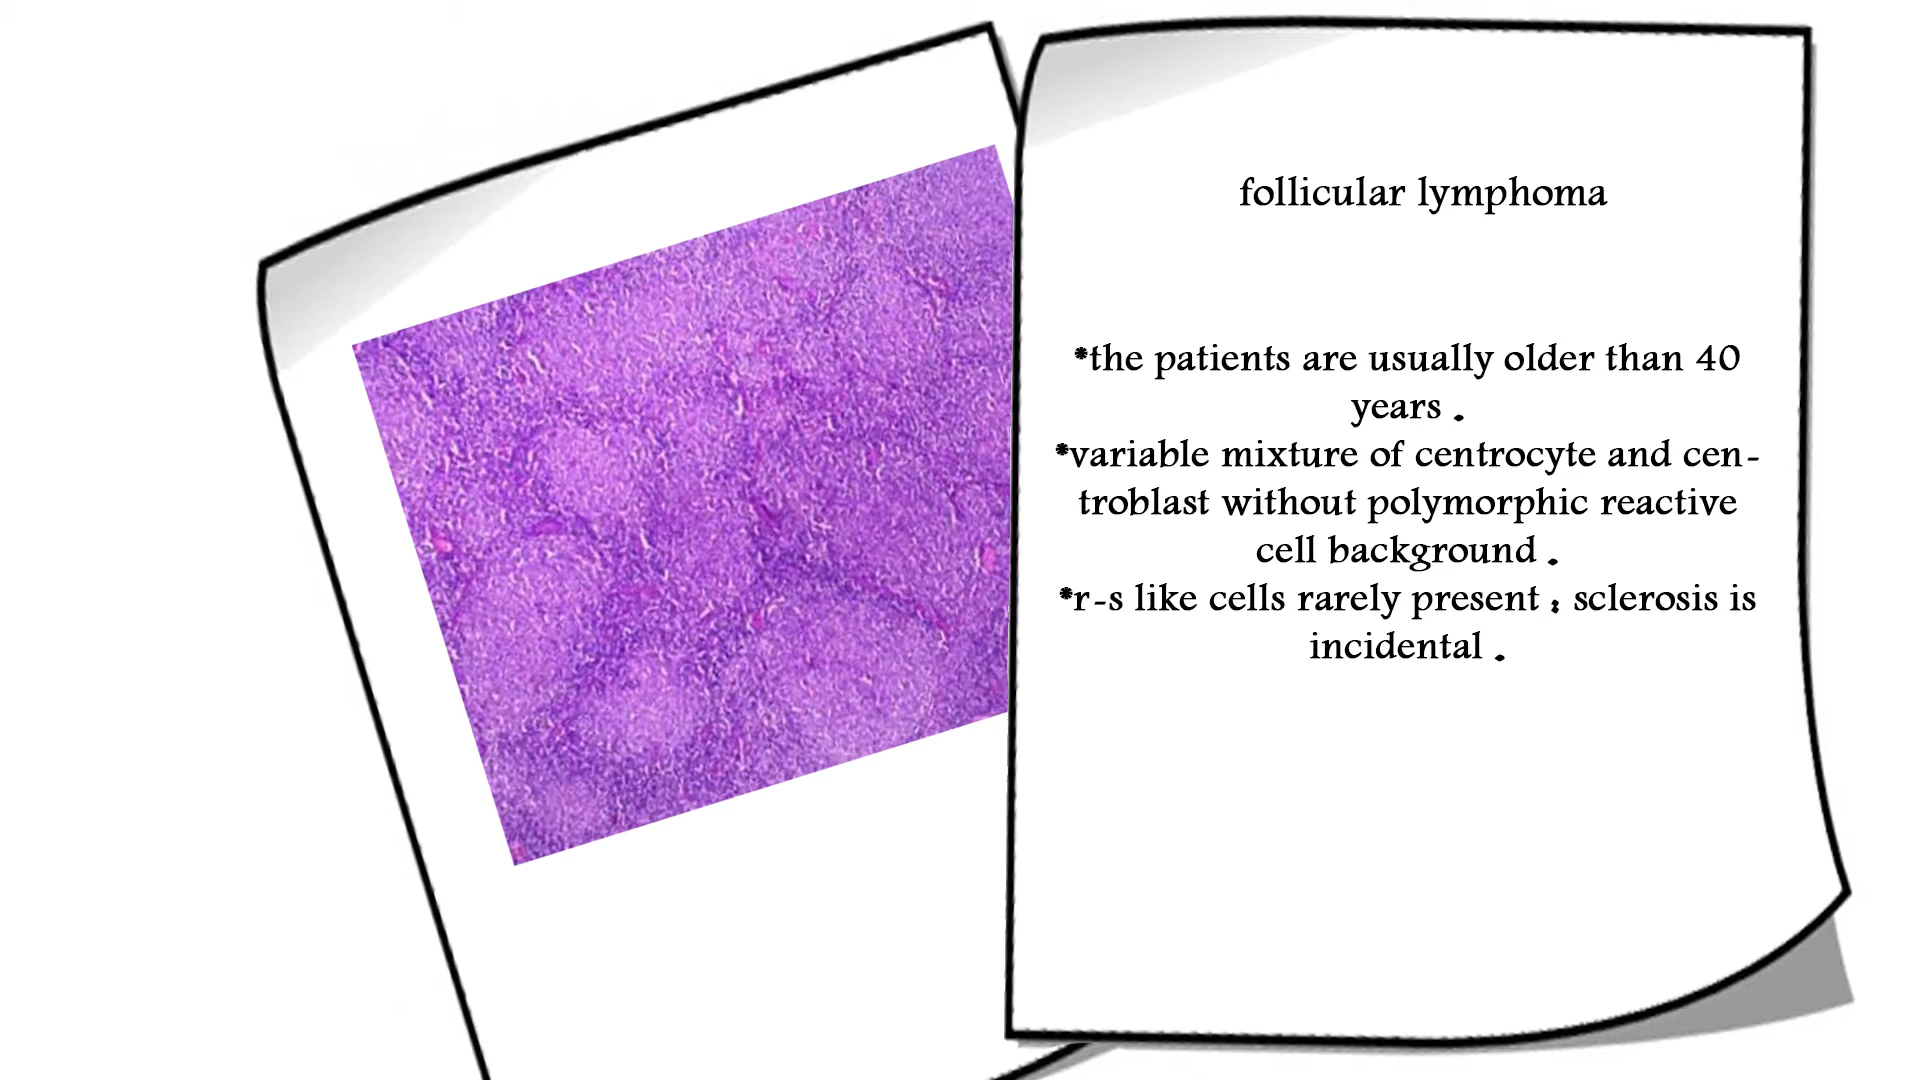 follicular lymphoma
*the patients are usually older than 40
years .
*variable mixture of centrocyte and cen-
troblast without polymorphic reactive
cell background .
*r-s like cells rarely present ; sclerosis is
incidental .